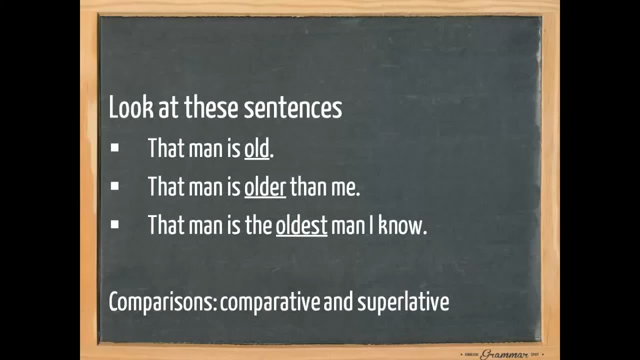 Look at these sentences
▪ That man is old.
▪ That man is older than me.
▪ That man is the oldest man I know.
Comparisons: comparative and superlative
Grammar